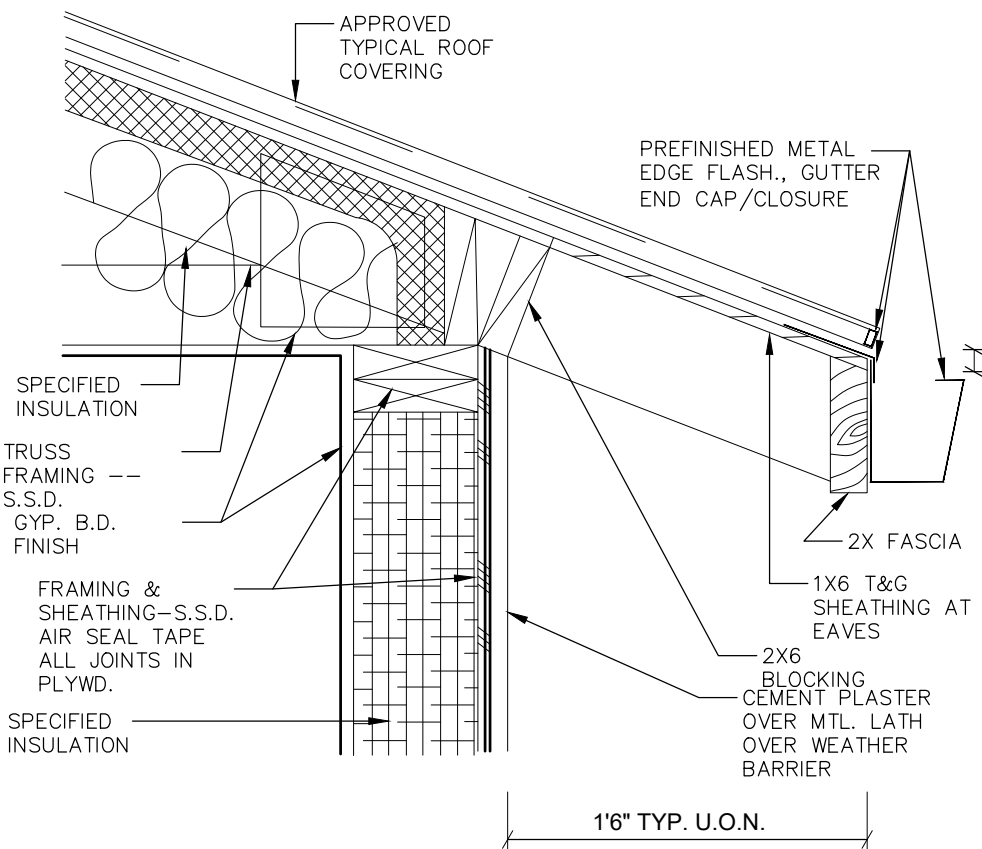 APPROVED
TYPICAL ROOF
COVERING
PREFINISHED METAL
EDGE FLASH., GUTTER
END CAP/CLOSURE
SPECIFIED
INSULATION
TRUSS
FRAMING --
S.S.D.
GYP. B.D.
FINISH
FRAMING &
SHEATHING-S.S.D.
AIR SEAL TAPE
ALL JOINTS IN
PLYWD.
SPECIFIED
INSULATION
2X FASCIA
1X6 T&G
SHEATHING AT
EAVES
2X6
BLOCKING
CEMENT PLASTER
OVER MTL. LATH
OVER WEATHER
BARRIER
1'6" TYP. U.O.N.